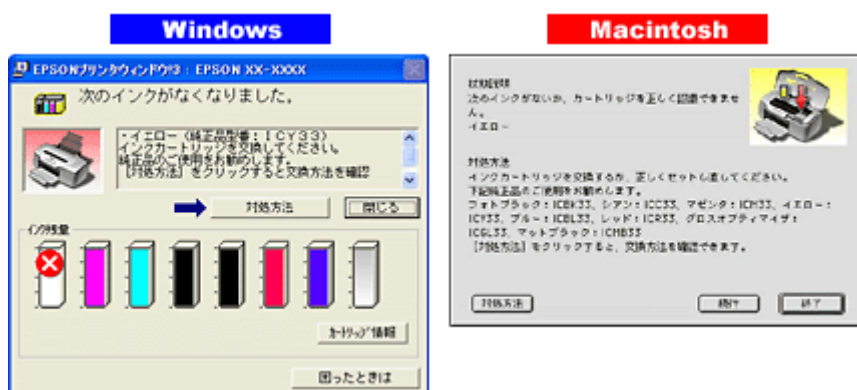 Windows
Macintosh
EPSONプリンタウィンドウ!3 : EPSON XX-XXXX
次のインクがなくなりました。
・イエロー（純正品型番：ICY33）
インクカートリッジを交換してください。
純正品のご使用をお勧めします。
［対処方法］をクリックすると交換方法を確認
対処方法
閉じる
インク残量
カートリッジ情報
困ったときは
状態説明
次のインクがないか、カートリッジを正しく認識できませ
ん。
イエロー
対処方法
インクカートリッジを交換するか、正しくセットし直してください。
下記純正品のご使用をお勧めします。
フォトブラック：ICBK33、シアン：ICC33、マゼンタ：ICM33、イエロー：
ICY33、ブルー：ICBL33、レッド：ICR33、グロスオプティマイザ：
ICGL33、マットブラック：ICMB33
［対処方法］をクリックすると、交換方法を確認できます。
対処方法
続行
終了